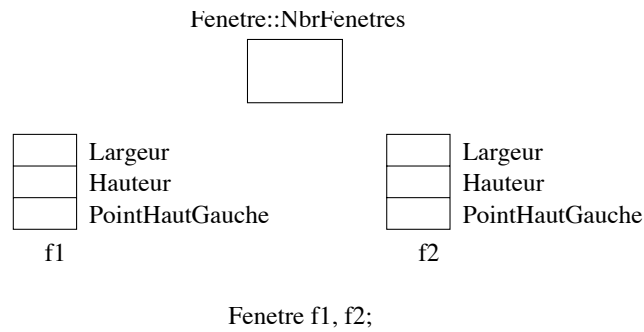 Fenetre::NbrFenetres
Largeur
Hauteur
PointHautGauche
f1
Largeur
Hauteur
PointHautGauche
f2
Fenetre f1, f2;